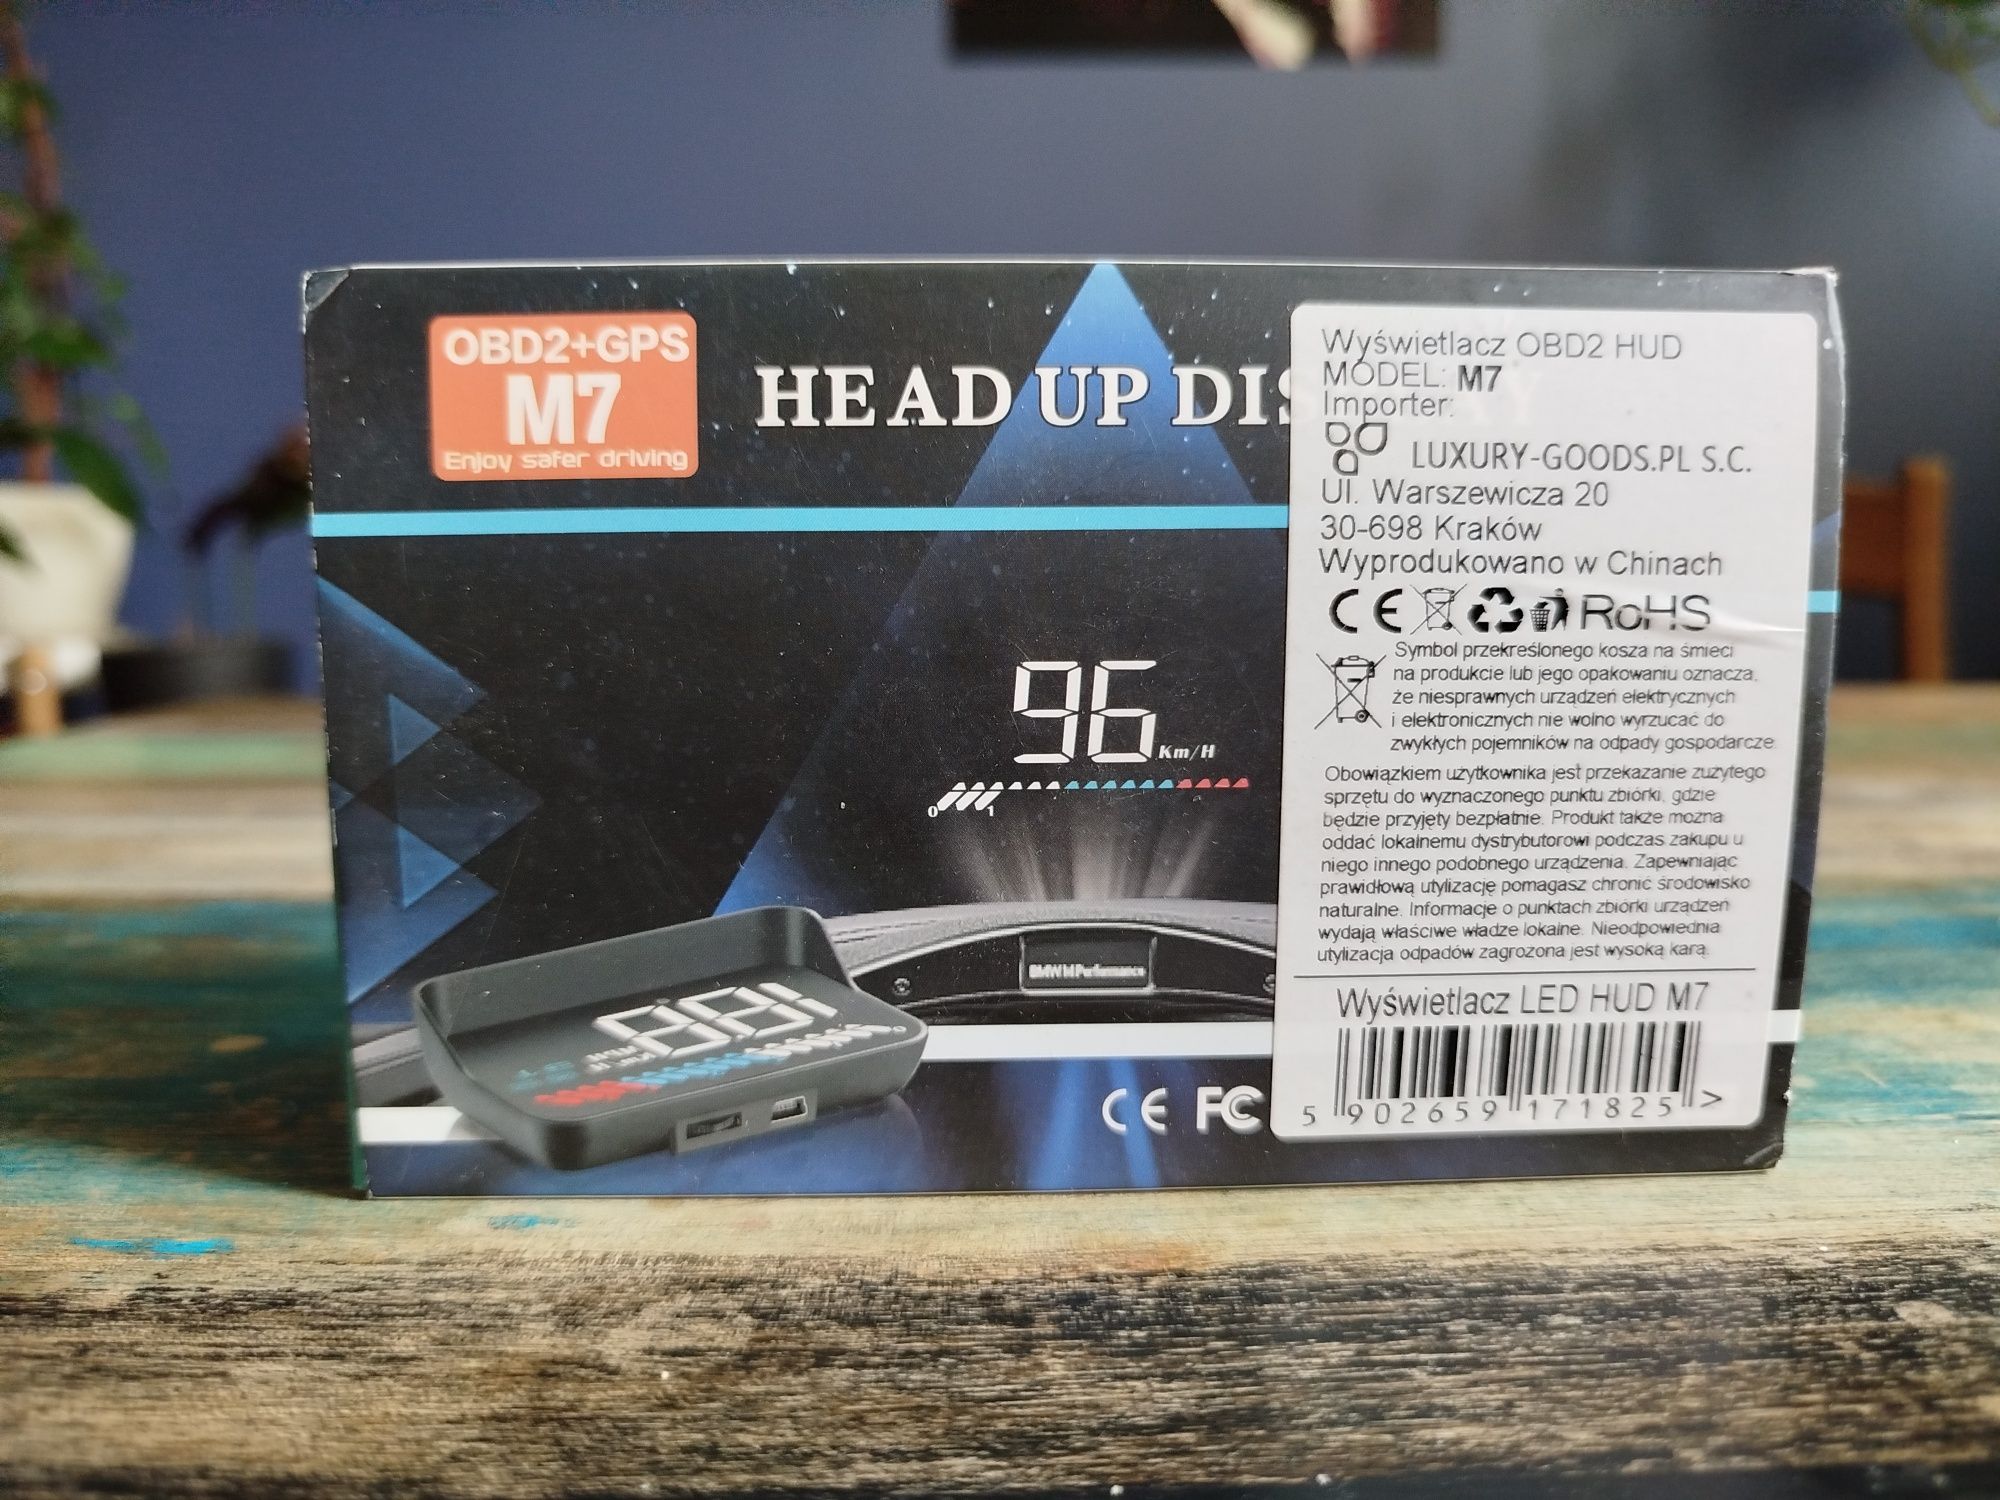 OBD2+GPS
M7
Enjoy safer driving
HEAD UP DIS
96
Km/H
0 1
BMW M Performance
CE FC
Wyświetlacz OBD2 HUD
MODEL: M7
Importer:
LUXURY-GOODS.PL S.C.
Ul. Warszewicza 20
30-698 Kraków
Wyprodukowano w Chinach
CE RoHS
Symbol przekreślonego kosza na śmieci
na produkcie lub jego opakowaniu oznacza,
że niesprawnych urządzeń elektrycznych
i elektronicznych nie wolno wyrzucać do
zwykłych pojemników na odpady gospodarcze.
Obowiązkiem użytkownika jest przekazanie zużytego
sprzętu do wyznaczonego punktu zbiórki, gdzie
będzie przyjęty bezpłatnie. Produkt także można
oddać lokalnemu dystrybutorowi podczas zakupu u
niego innego podobnego urządzenia. Zapewniając
prawidłową utylizację pomagasz chronić środowisko
naturalne. Informacje o punktach zbiórki urządzeń
wydają właściwe władze lokalne. Nieodpowiednia
utylizacja odpadów zagrożona jest wysoką karą.
Wyświetlacz LED HUD M7
5 902659 171825 >